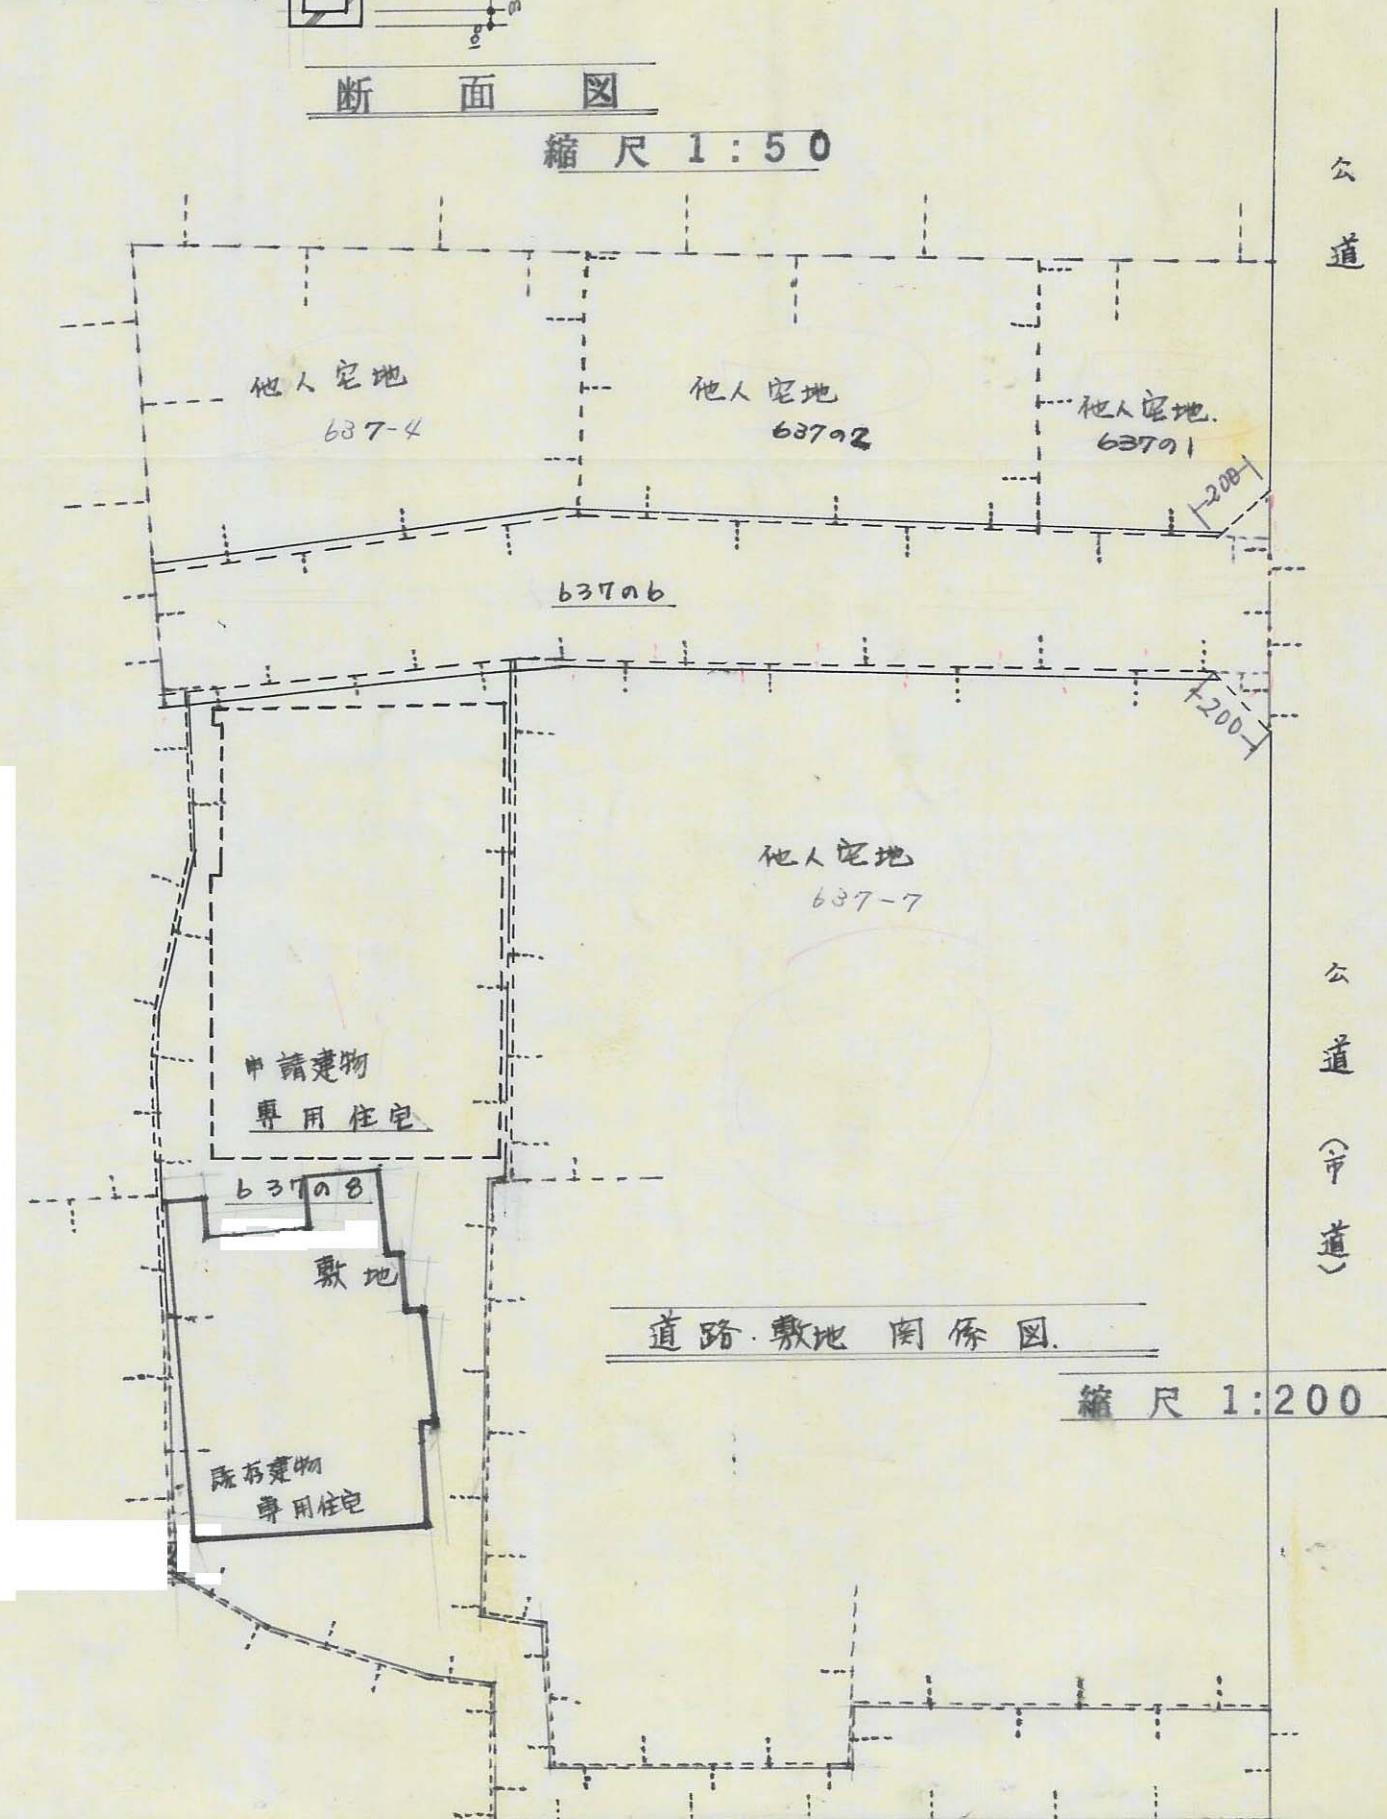 100
断面図
縮尺 1:50
公道
他人宅地
637-4
他人宅地
637の2
他人宅地.
637の1
200
637の6
200
他人宅地
637-7
公道(市道)
申請建物
専用住宅
637の8
敷地
道路.敷地 関係図.
縮尺 1:200
既存建物
専用住宅